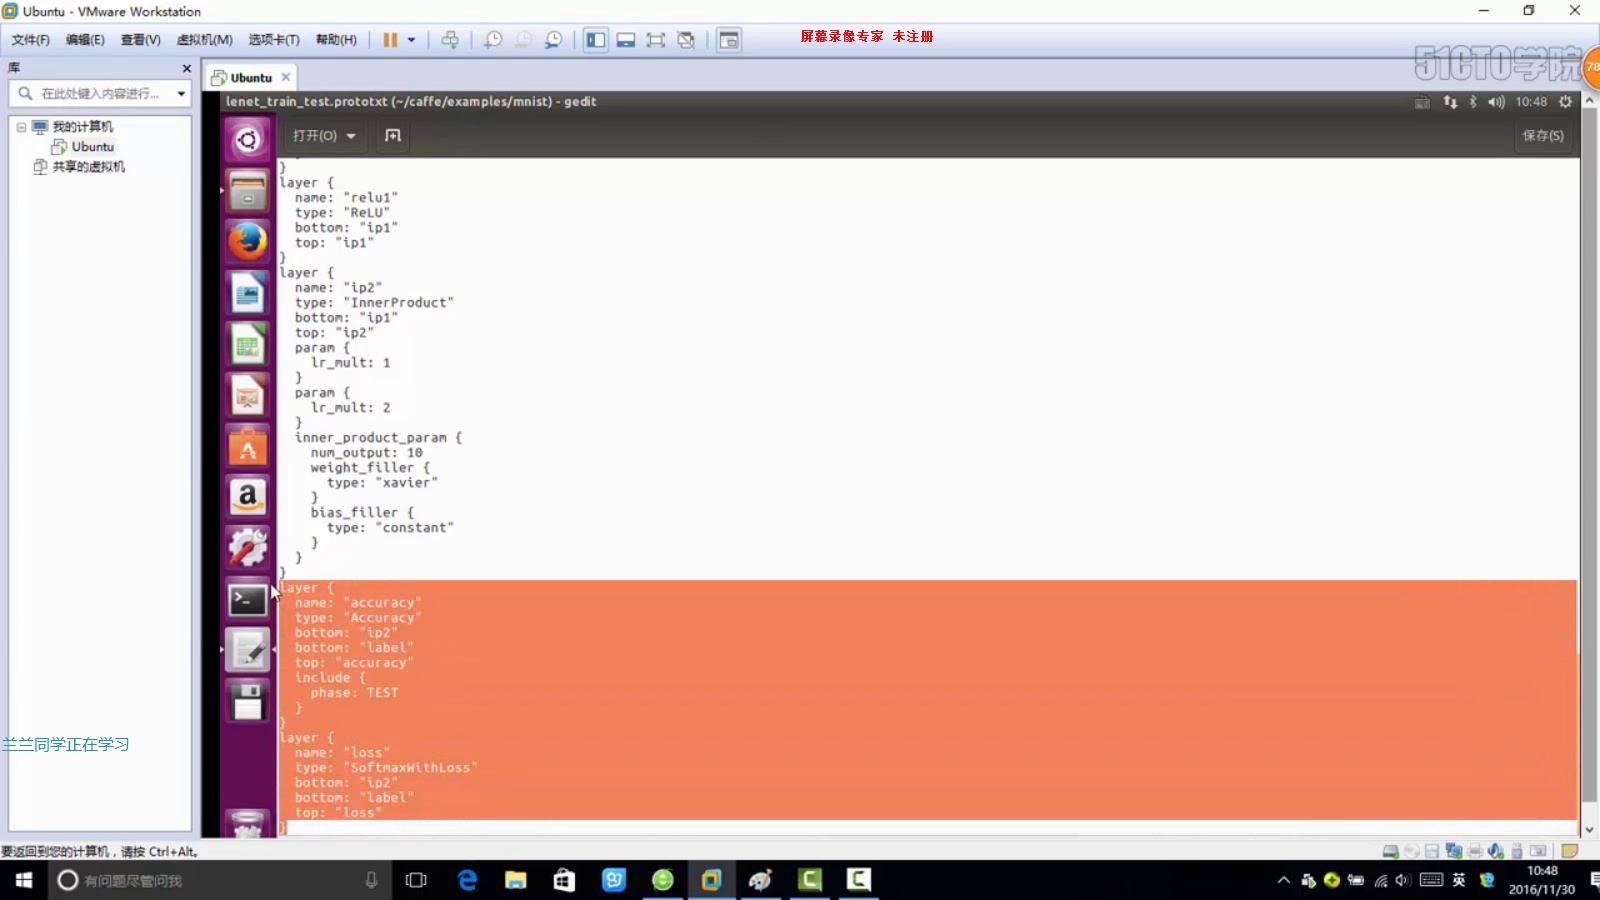 Ubuntu - VMware Workstation
文件(F) 编辑(E) 查看(V) 虚拟机(M) 选项卡(T) 帮助(H)
屏幕录像专家 未注册
51CTO学院
78
库
Ubuntu
在此处键入内容进行...
我的计算机
Ubuntu
共享的虚拟机
lenet_train_test.prototxt (~/caffe/examples/mnist) - gedit
10:48
打开(O)
保存(S)
}
layer {
name: "relu1"
type: "ReLU"
bottom: "ip1"
top: "ip1"
}
layer {
name: "ip2"
type: "InnerProduct"
bottom: "ip1"
top: "ip2"
param {
lr_mult: 1
}
param {
lr_mult: 2
}
inner_product_param {
num_output: 10
weight_filler {
type: "xavier"
}
bias_filler {
type: "constant"
}
}
}
layer {
name: "accuracy"
type: "Accuracy"
bottom: "ip2"
bottom: "label"
top: "accuracy"
include {
phase: TEST
}
}
layer {
name: "loss"
type: "SoftmaxWithLoss"
bottom: "ip2"
bottom: "label"
top: "loss"
}
兰兰同学正在学习
要返回到您的计算机，请按 Ctrl+Alt。
有问题尽管问我
英
10:48
2016/11/30